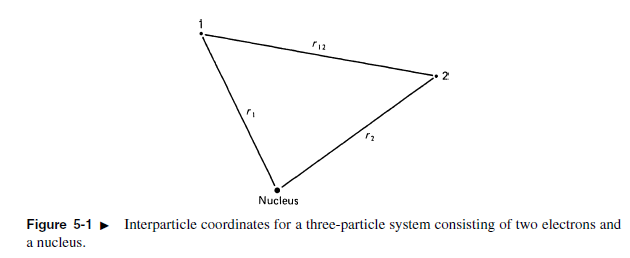 1
r12
2
r1
r2
Nucleus
Figure 5-1 ► Interparticle coordinates for a three-particle system consisting of two electrons and
a nucleus.